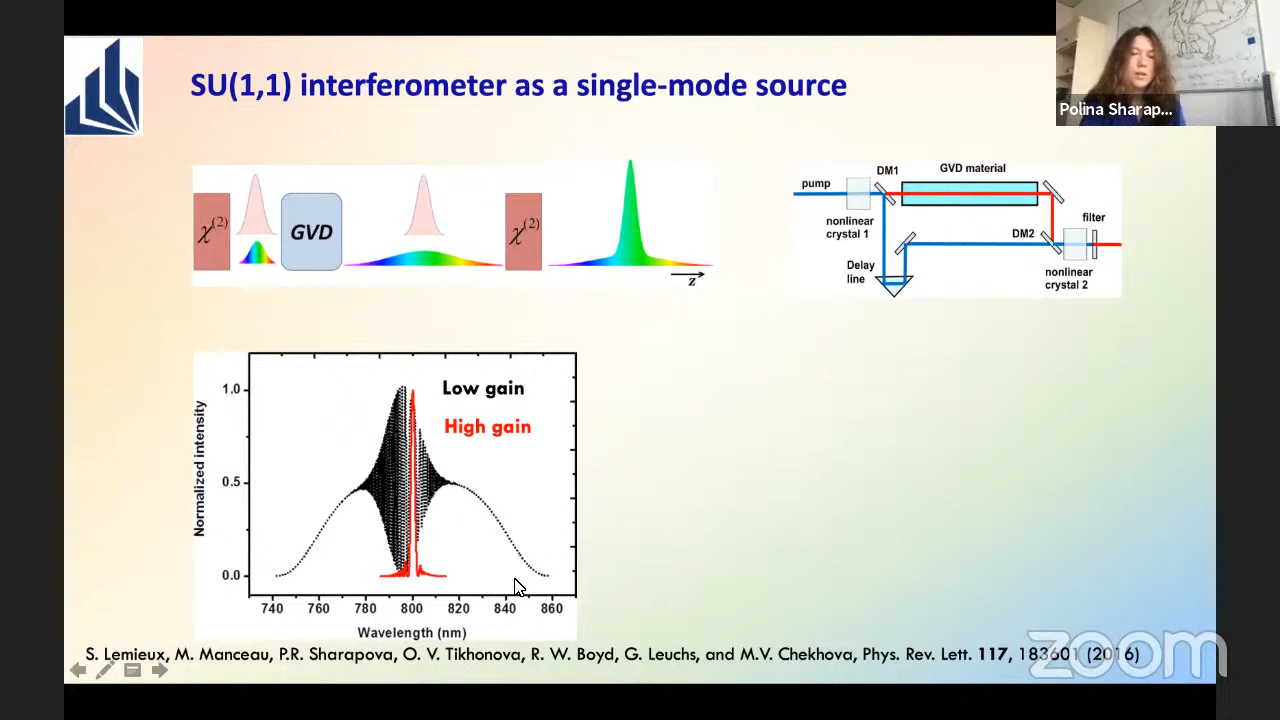 SU(1,1) interferometer as a single-mode source
Polina Sharap...
χ(2)
GVD
χ(2)
z
pump
DM1
GVD material
nonlinear
crystal 1
Delay
line
DM2
filter
nonlinear
crystal 2
Low gain
High gain
Normalized intensity
1.0
0.5
0.0
740 760 780 800 820 840 860
Wavelength (nm)
S. Lemieux, M. Manceau, P.R. Sharapova, O. V. Tikhonova, R. W. Boyd, G. Leuchs, and M.V. Chekhova, Phys. Rev. Lett. 117, 183601 (2016)
zoom